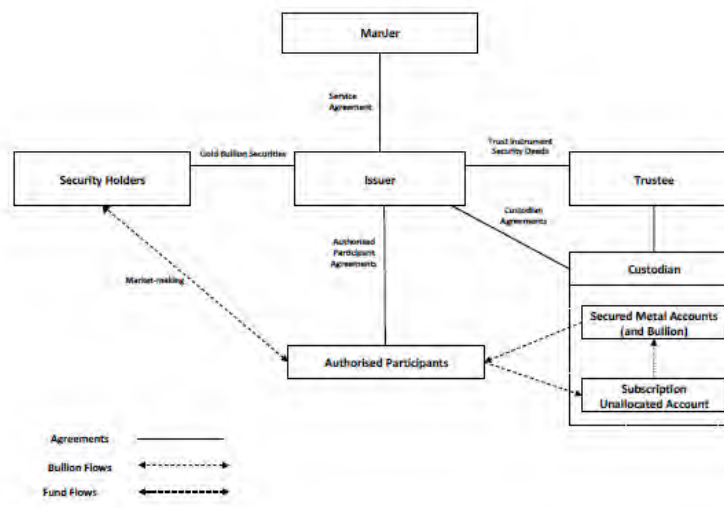 ManJer
Service
Agreement
Gold Bullion Securities
Trust Instrument
Security Deeds
Security Holders
Issuer
Trustee
Custodian
Agreements
Authorised
Participant
Agreements
Custodian
Market-making
Secured Metal Accounts
(and Bullion)
Authorised Participants
Subscription
Unallocated Account
Agreements
Bullion Flows
Fund Flows